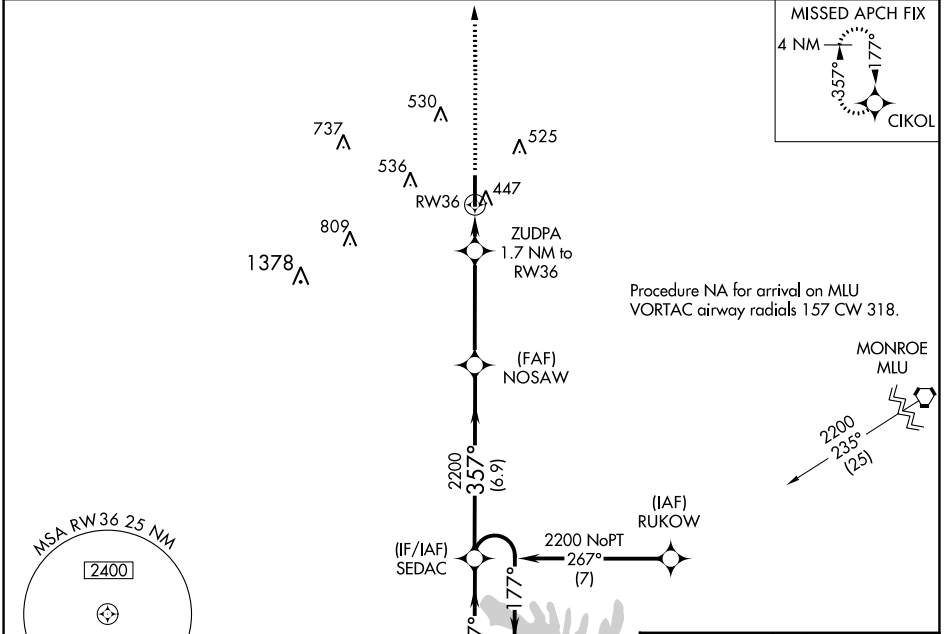 MISSED APCH FIX
4 NM
357°
177°
CIKOL
530
737
525
536
447
RW36
809
1378
ZUDPA
1.7 NM to
RW36
Procedure NA for arrival on MLU
VORTAC airway radials 157 CW 318.
(FAF)
NOSAW
MONROE
MLU
2200
235°
(25)
2200
357°
(6.9)
(IAF)
RUKOW
MSA RW36 25 NM
2400
(IF/IAF)
SEDAC
2200 NoPT
267°
(7)
177°
7°